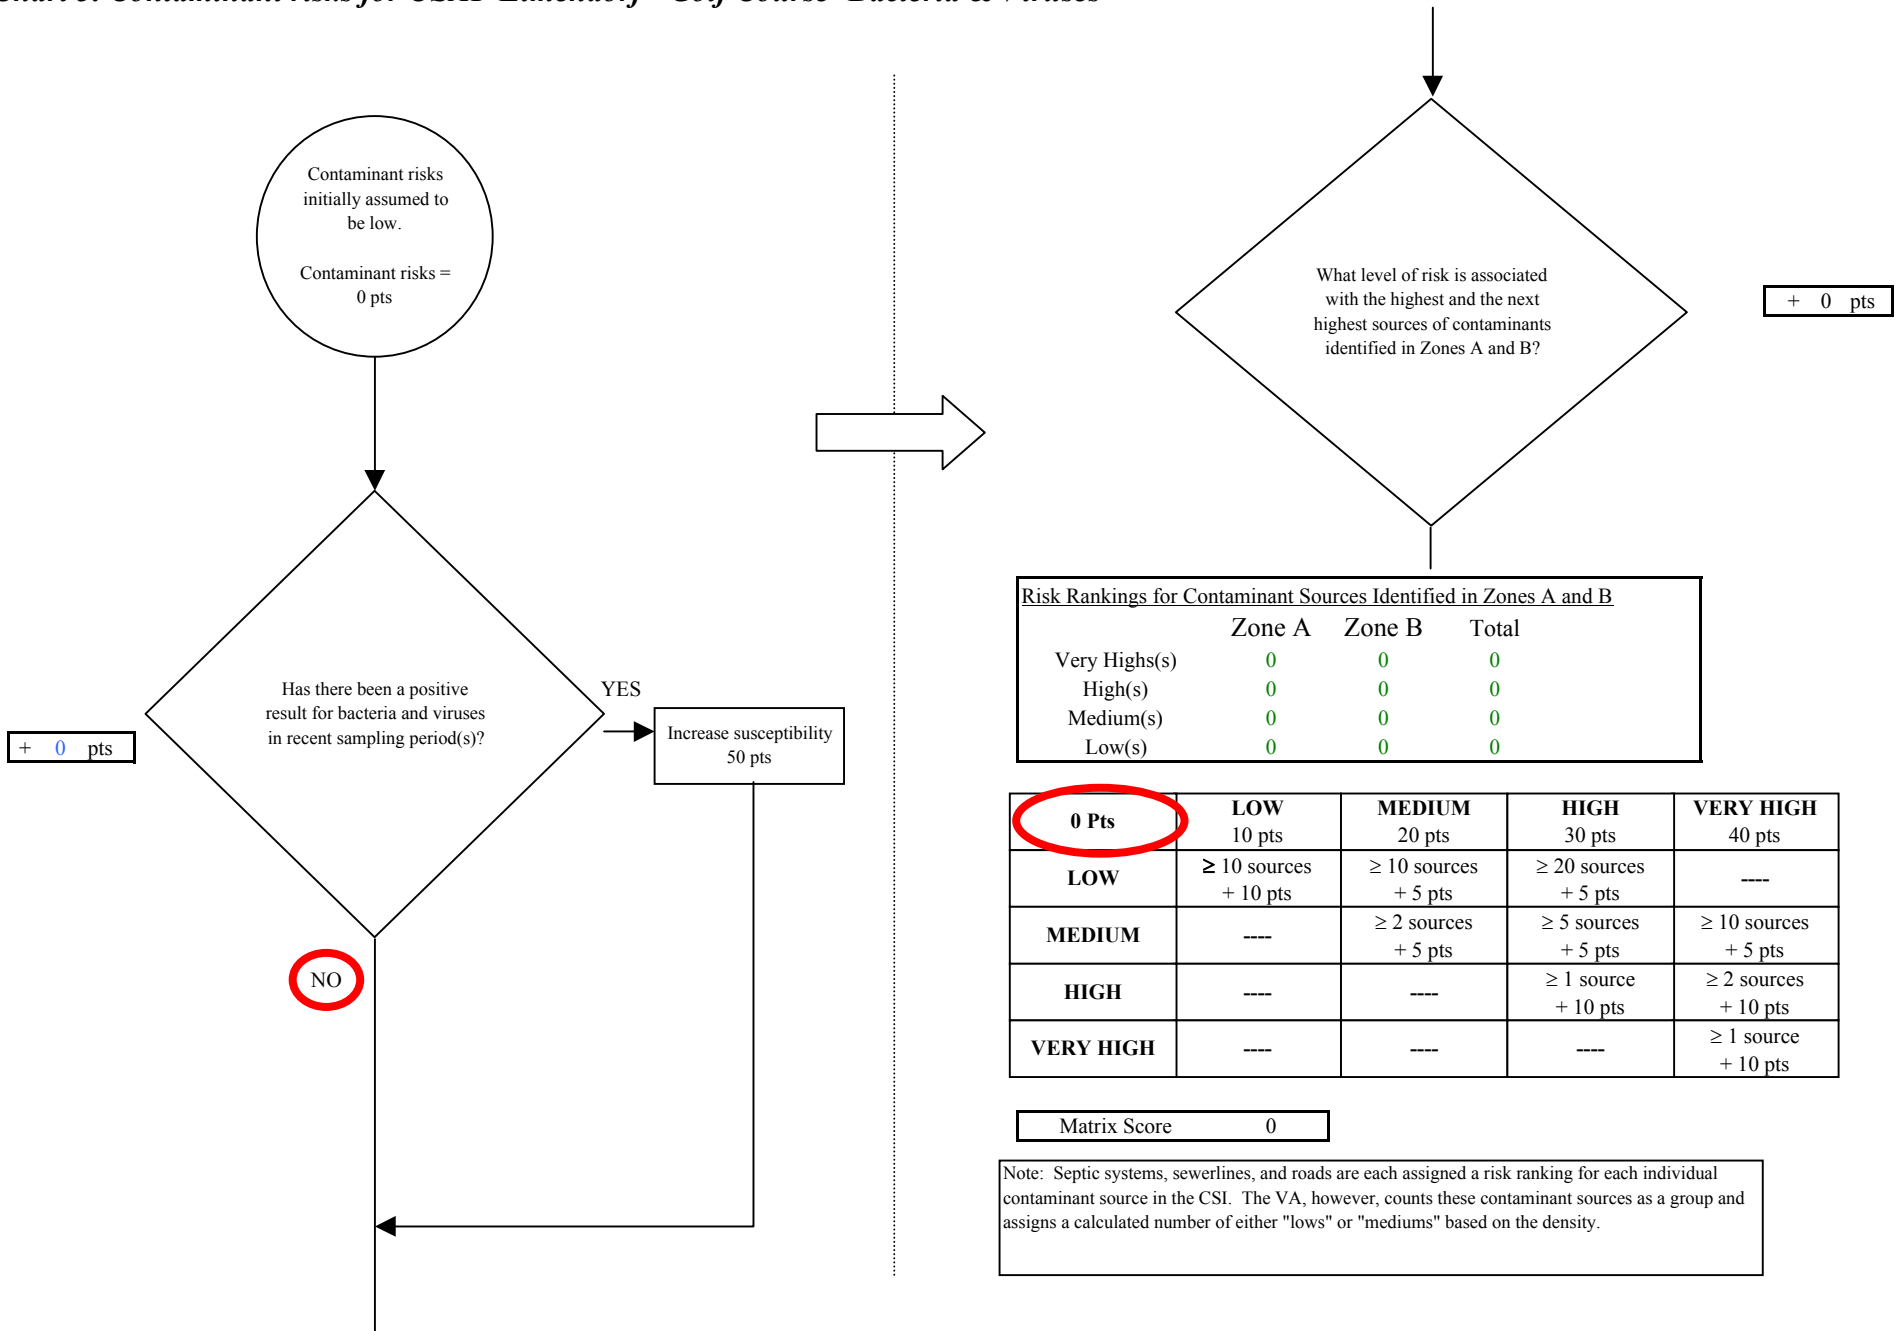 Contaminant risks
initially assumed to
be low.
Contaminant risks =
0 pts
Has there been a positive
result for bacteria and viruses
in recent sampling period(s)?
+ 0 pts
YES
Increase susceptibility
50 pts
NO
What level of risk is associated
with the highest and the next
highest sources of contaminants
identified in Zones A and B?
+ 0 pts
Risk Rankings for Contaminant Sources Identified in Zones A and B
Zone A Zone B Total
Very Highs(s) 0 0 0
High(s) 0 0 0
Medium(s) 0 0 0
Low(s) 0 0 0
0 Pts LOW MEDIUM HIGH VERY HIGH
10 pts 20 pts 30 pts 40 pts
LOW ≥ 10 sources ≥ 10 sources ≥ 20 sources ----
+ 10 pts + 5 pts + 5 pts
MEDIUM ---- ≥ 2 sources ≥ 5 sources ≥ 10 sources
+ 5 pts + 5 pts + 5 pts
HIGH ---- ---- ≥ 1 source ≥ 2 sources
+ 10 pts + 10 pts
VERY HIGH ---- ---- ---- ≥ 1 source
+ 10 pts
Matrix Score 0
Note: Septic systems, sewerlines, and roads are each assigned a risk ranking for each individual
contaminant source in the CSI. The VA, however, counts these contaminant sources as a group and
assigns a calculated number of either "lows" or "mediums" based on the density.